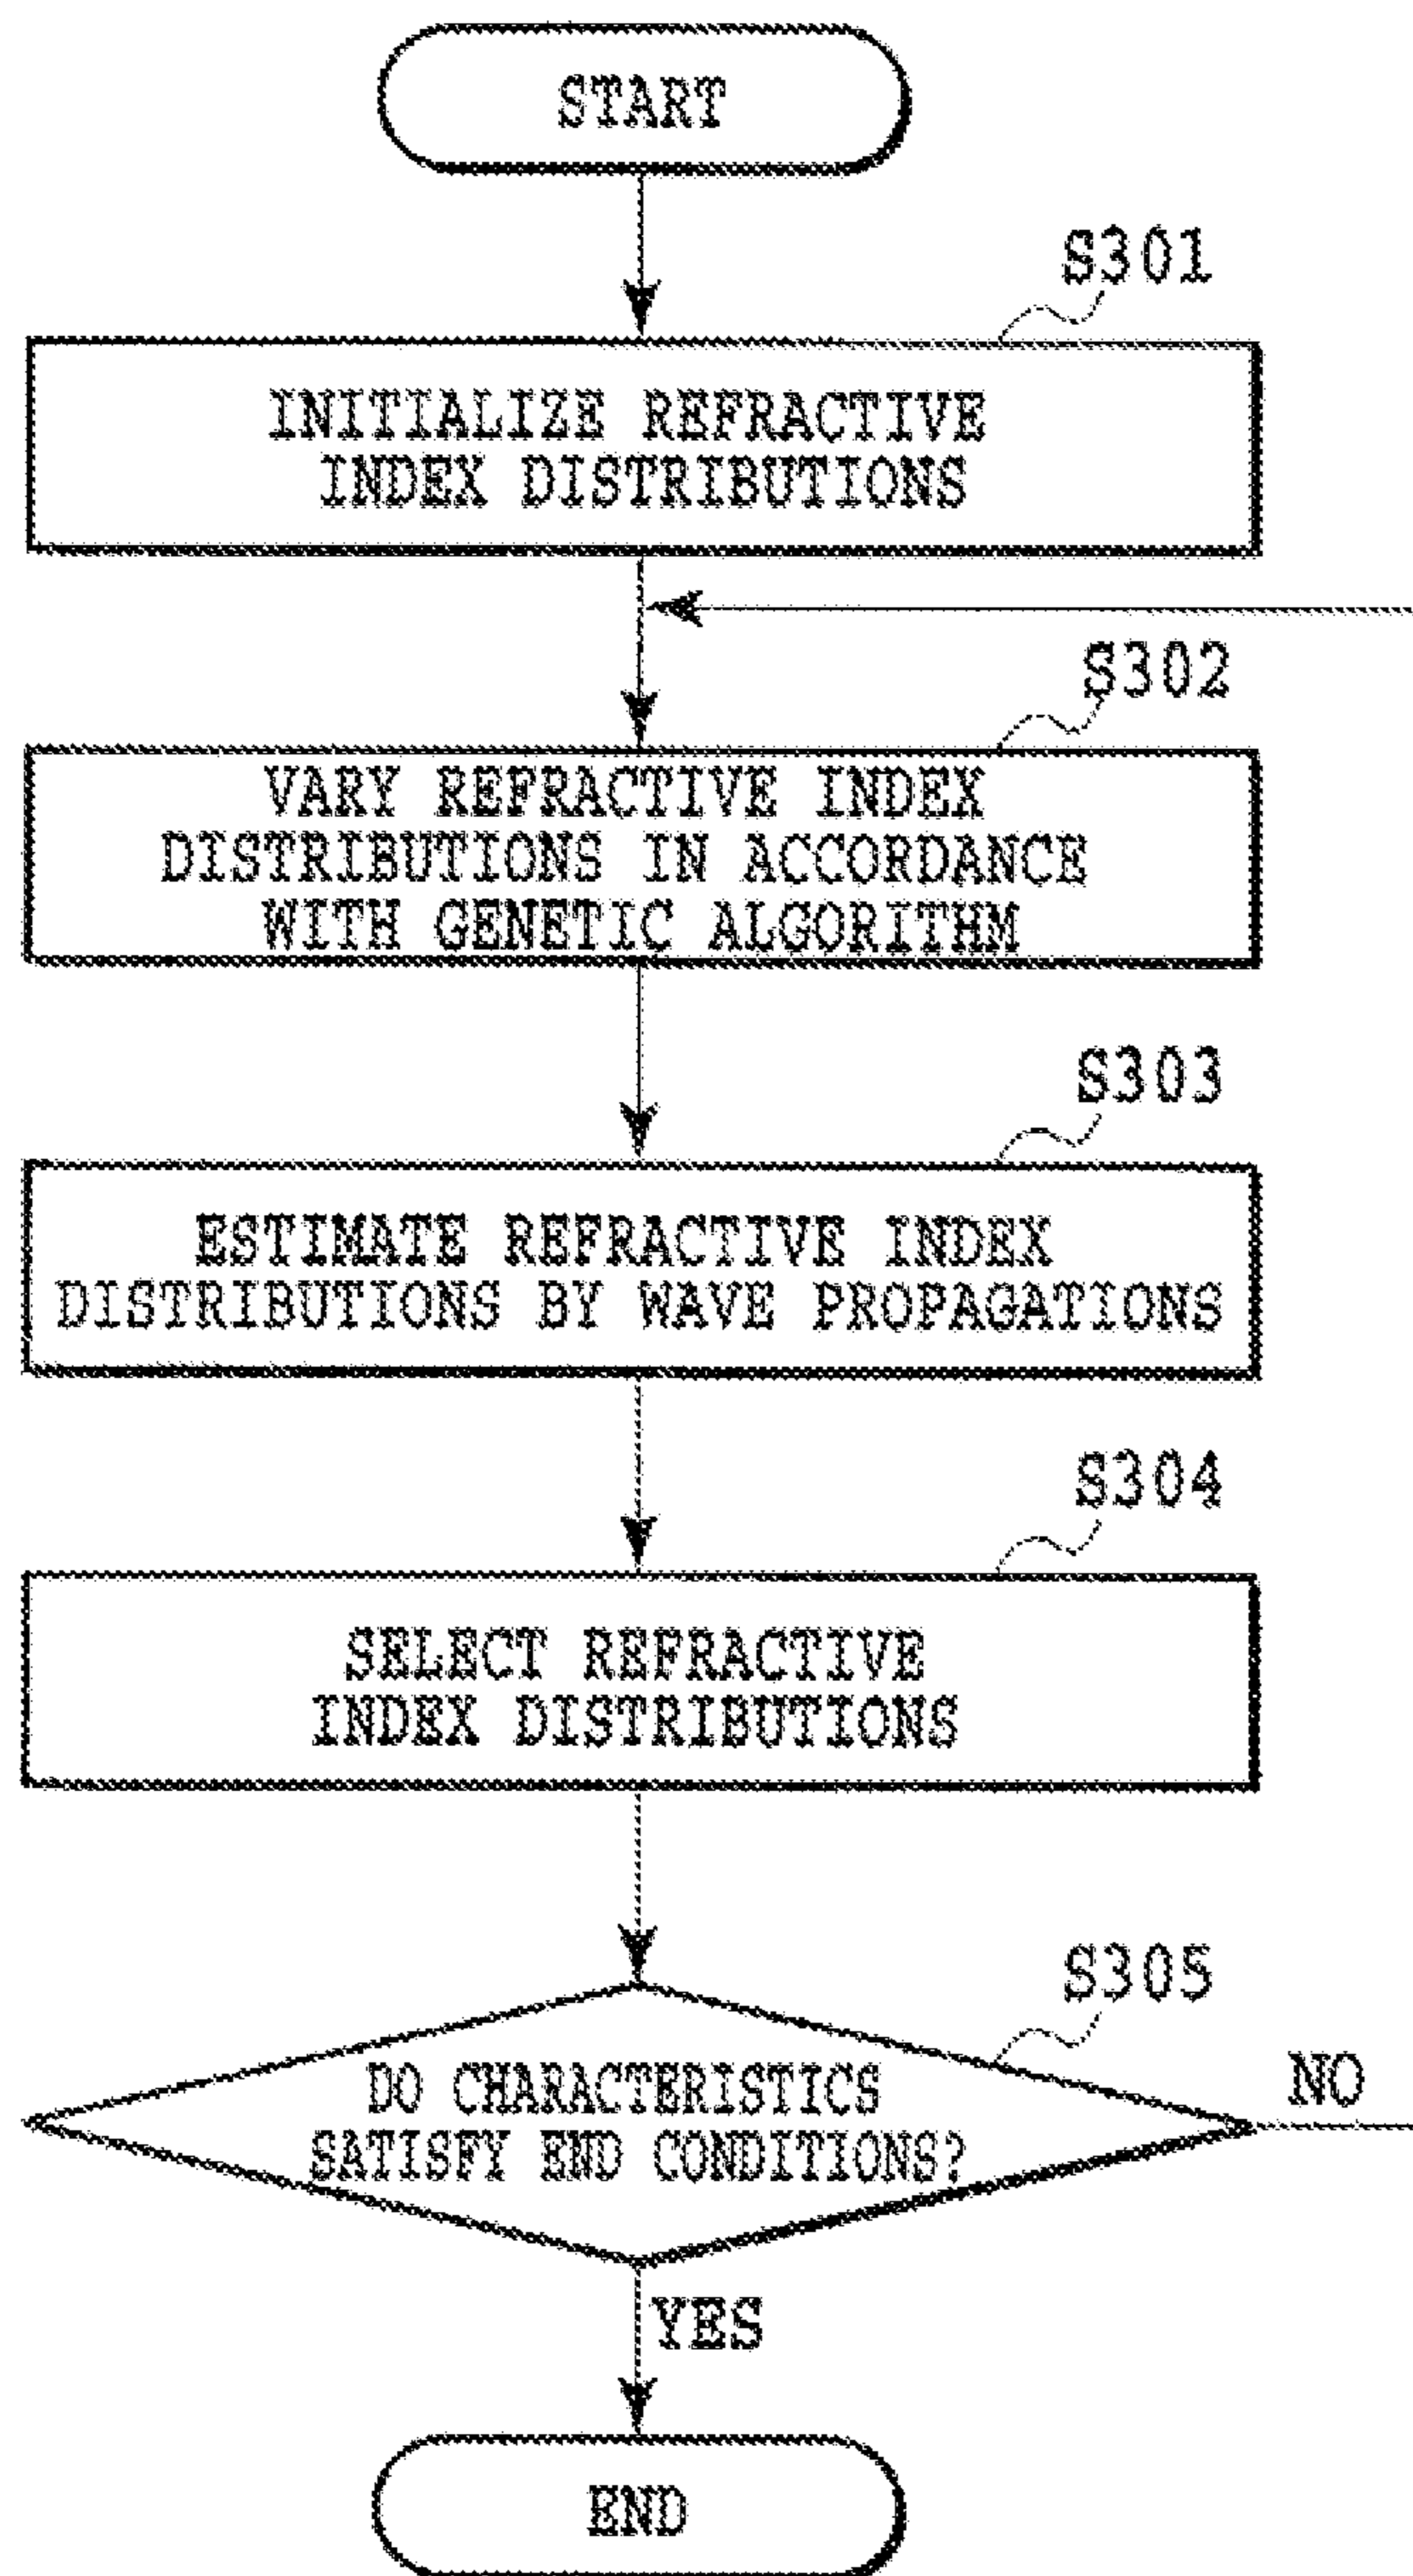 START
S301
INITIALIZE REFRACTIVE
INDEX DISTRIBUTIONS
S302
VARY REFRACTIVE INDEX
DISTRIBUTIONS IN ACCORDANCE
WITH GENETIC ALGORITHM
S303
ESTIMATE REFRACTIVE INDEX
DISTRIBUTIONS BY WAVE PROPAGATIONS
S304
SELECT REFRACTIVE
INDEX DISTRIBUTIONS
S305
DO CHARACTERISTICS
SATISFY END CONDITIONS?
NO
YES
END